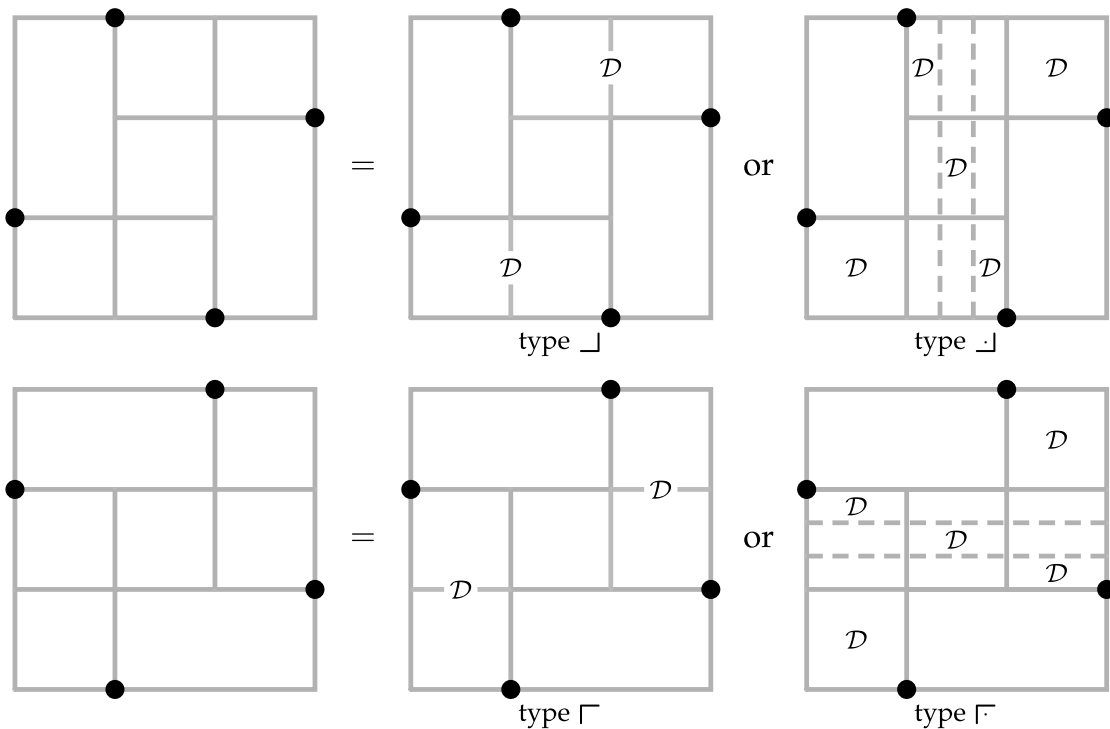 𝒟 𝒟 𝒟
= or
𝒟
𝒟 𝒟 𝒟
type ⌟ type ⌟·
𝒟
𝒟 𝒟
= or 𝒟
𝒟 𝒟
𝒟
type ⌜ type ⌜·